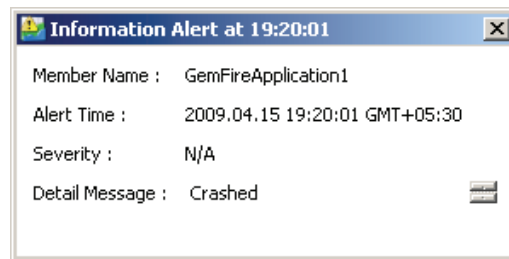 Information Alert at 19:20:01
Member Name : GemFireApplication1
Alert Time : 2009.04.15 19:20:01 GMT+05:30
Severity : N/A
Detail Message : Crashed